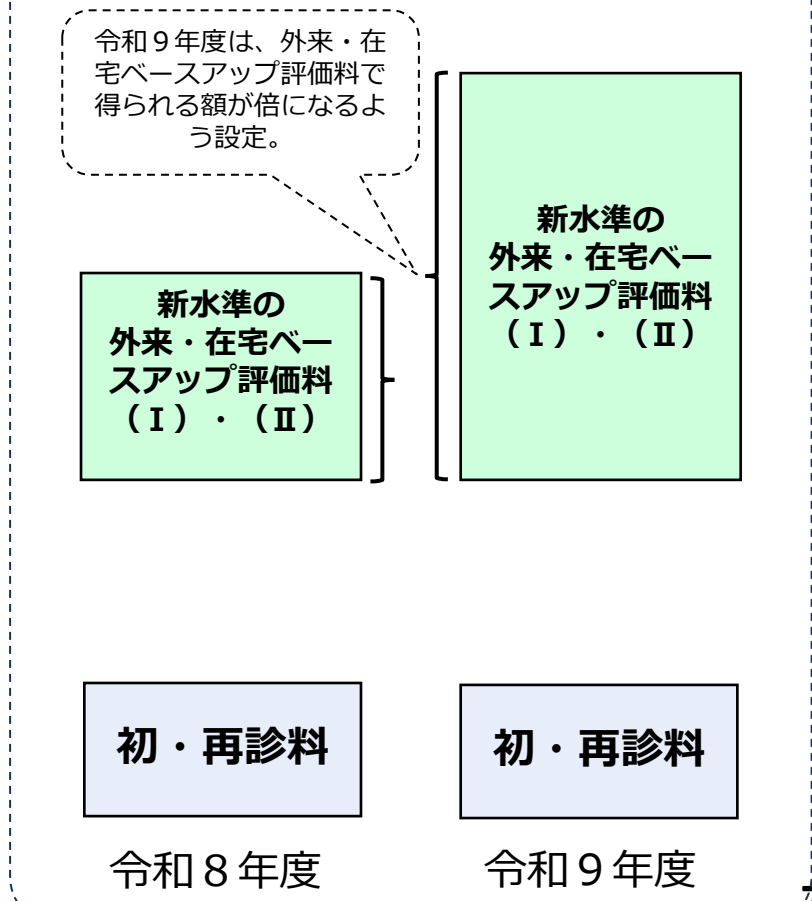 令和９年度は、外来・在
宅ベースアップ評価料で
得られる額が倍になるよ
う設定。
新水準の
外来・在宅ベー
スアップ評価料
（Ⅰ）・（Ⅱ）
新水準の
外来・在宅ベー
スアップ評価料
（Ⅰ）・（Ⅱ）
初・再診料
初・再診料
令和８年度
令和９年度